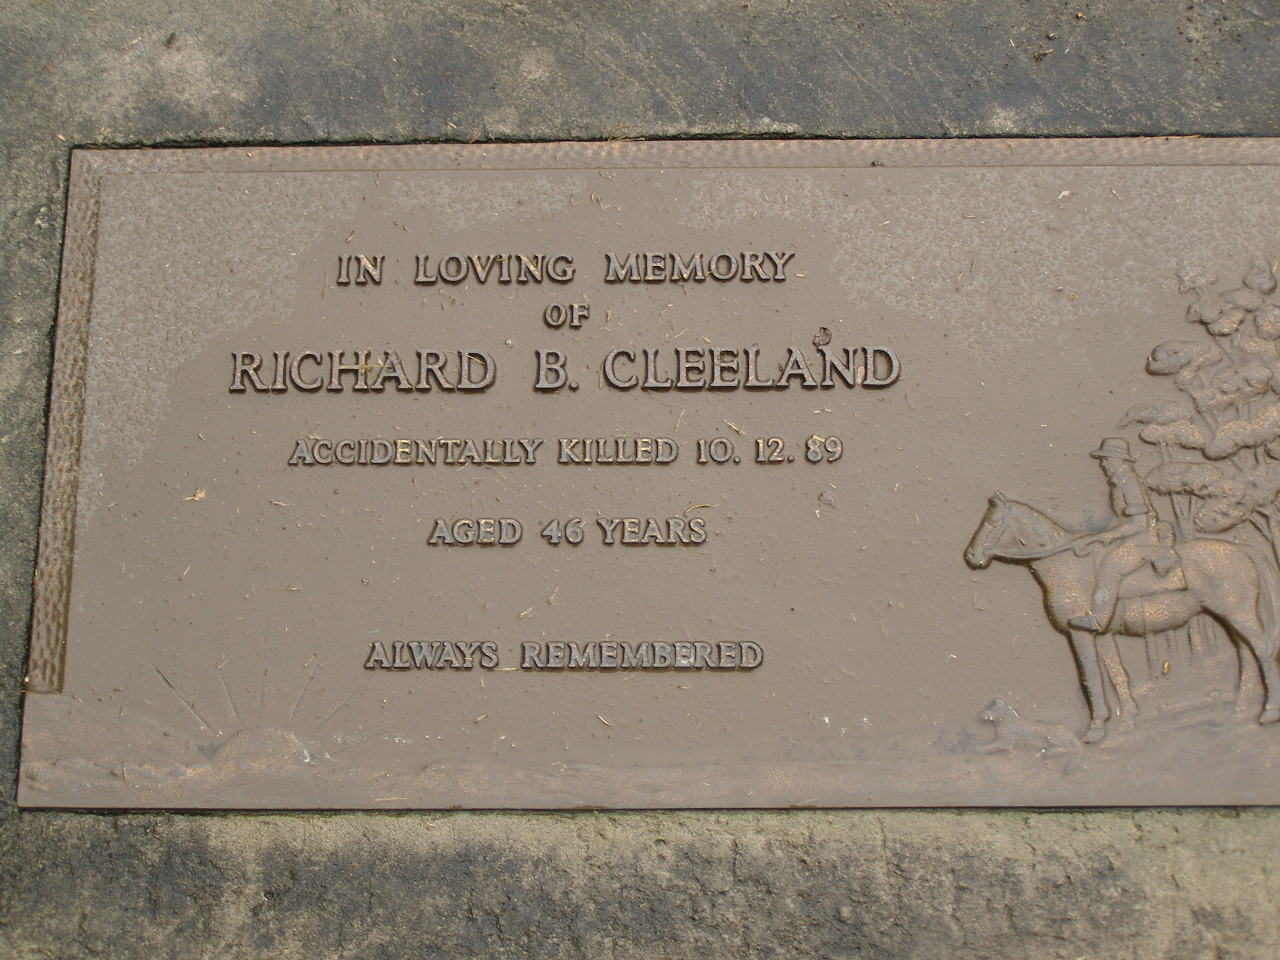 IN LOVING MEMORY
OF
RICHARD B. CLEELAND
ACCIDENTALLY KILLED 10. 12. 89
AGED 46 YEARS
ALWAYS REMEMBERED